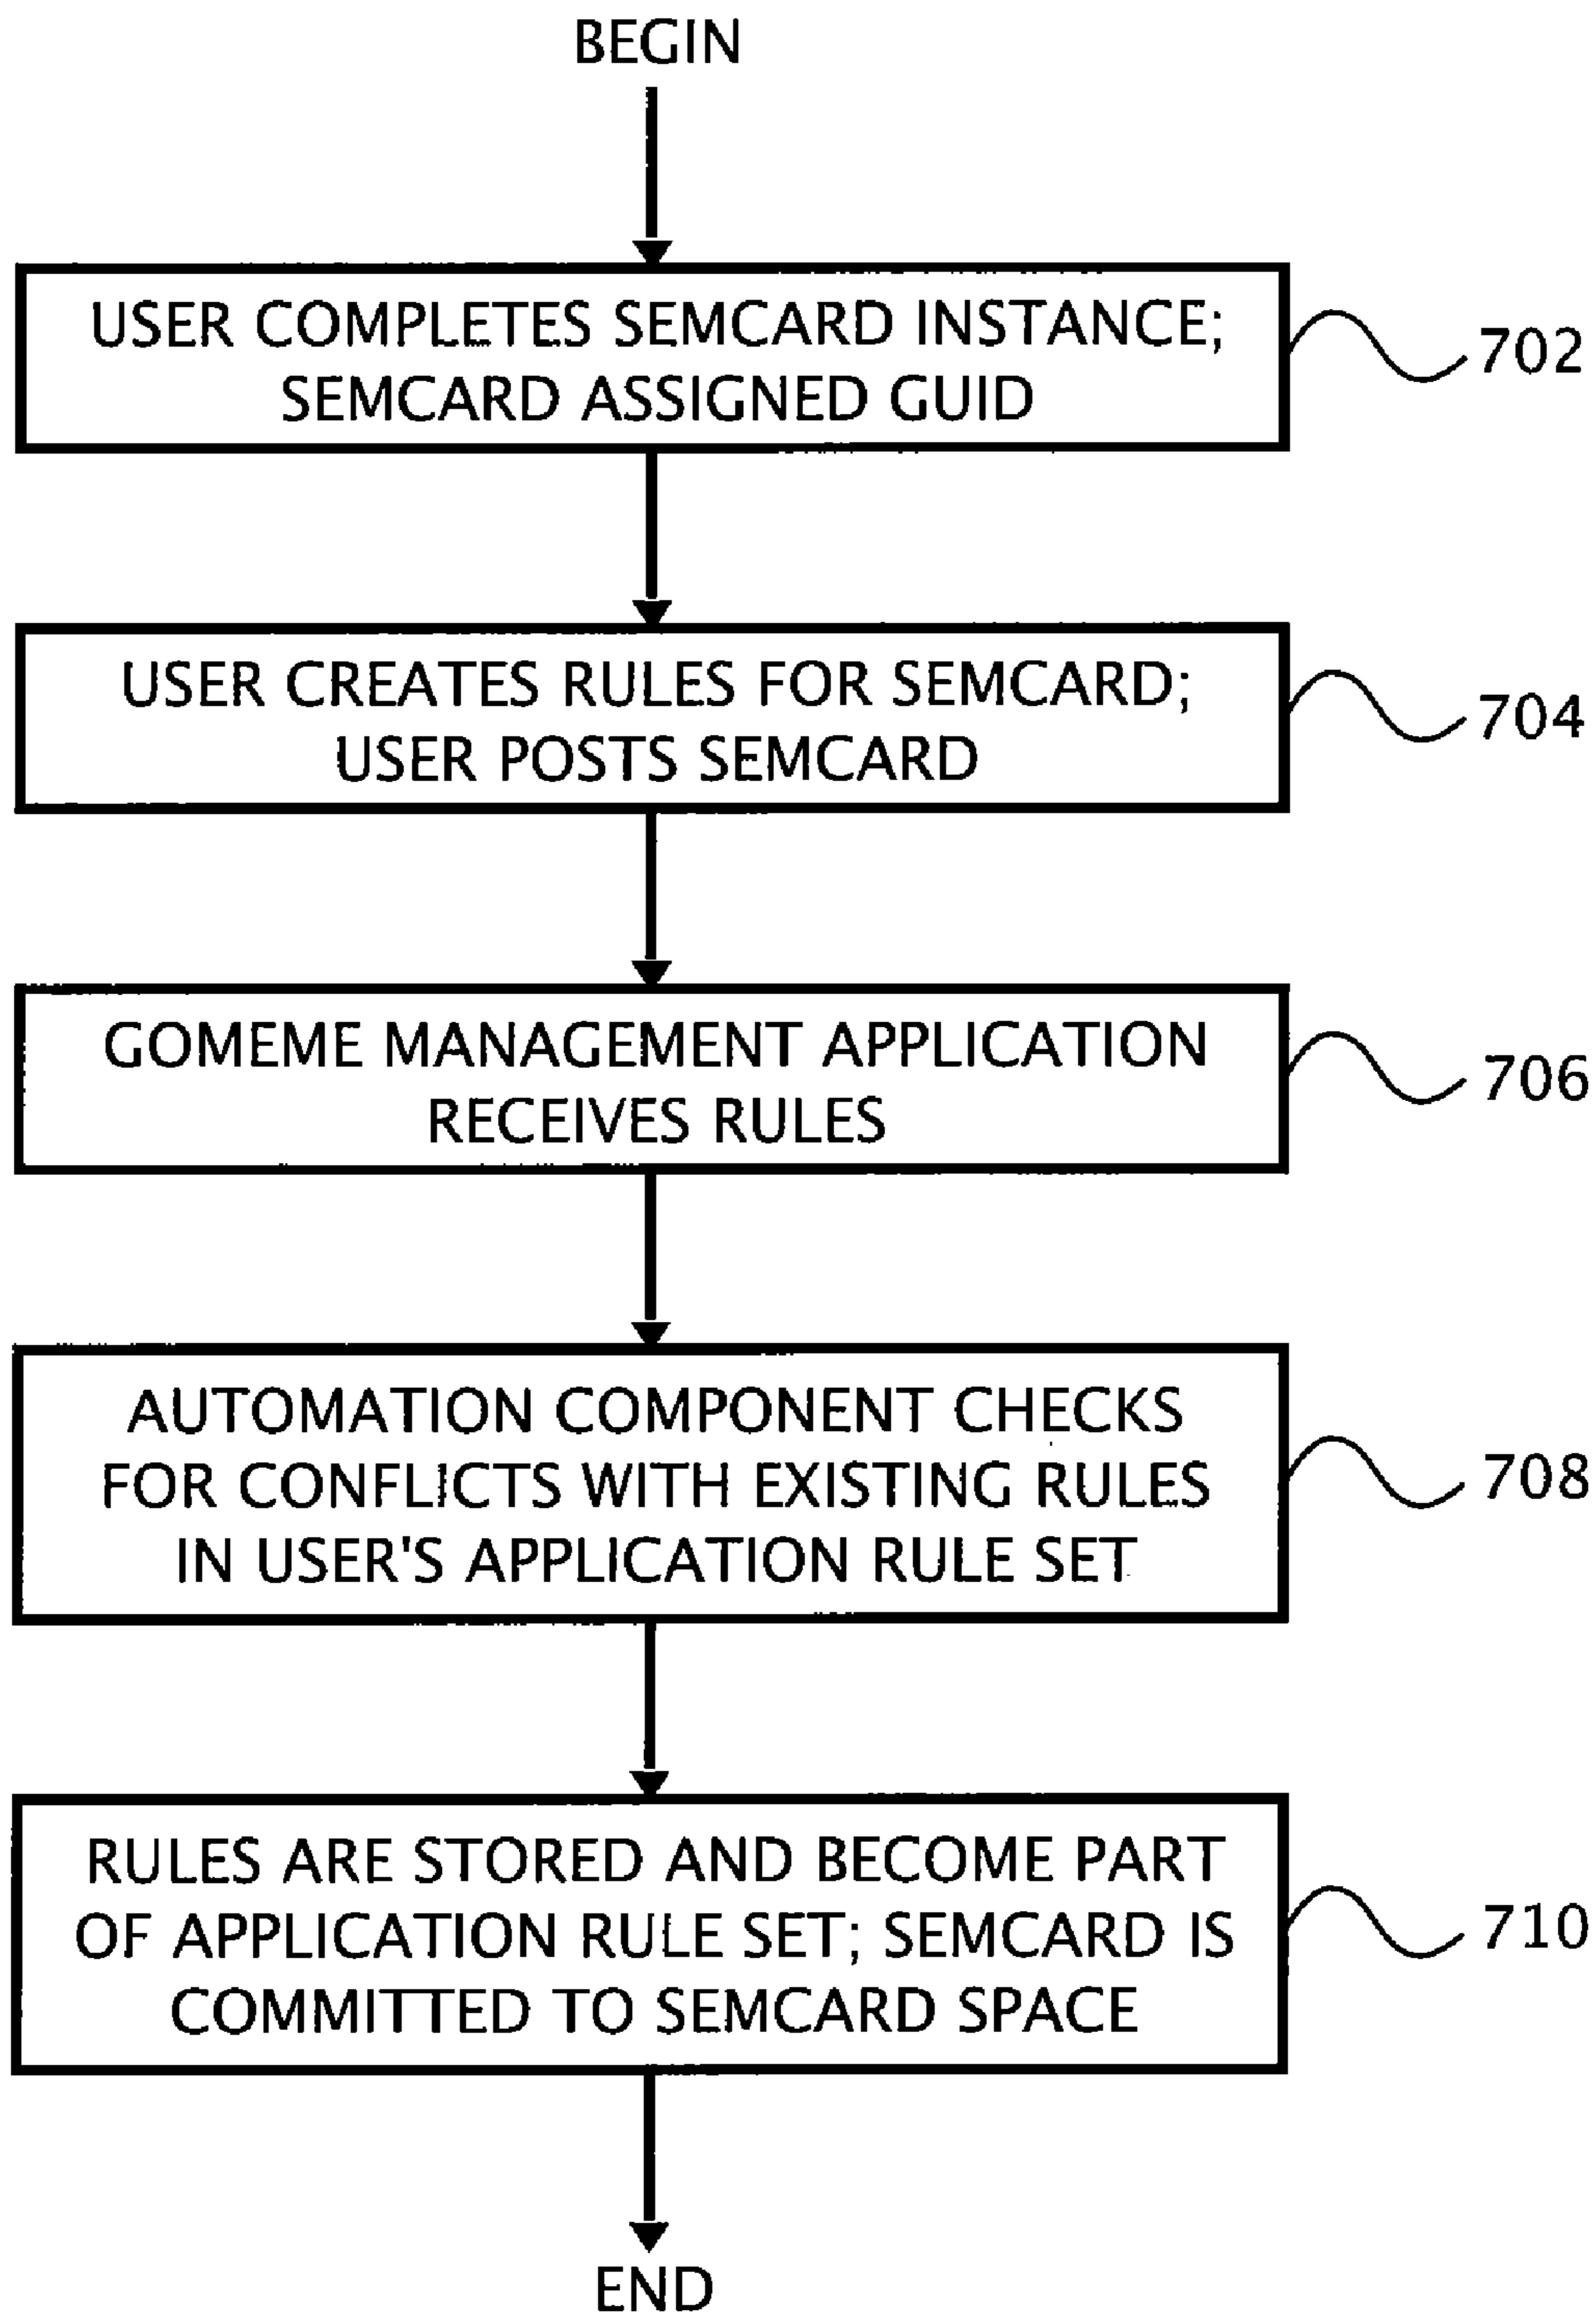 BEGIN
USER COMPLETES SEMCARD INSTANCE;
SEMCARD ASSIGNED GUID
702
USER CREATES RULES FOR SEMCARD;
USER POSTS SEMCARD
704
GOMEME MANAGEMENT APPLICATION
RECEIVES RULES
706
AUTOMATION COMPONENT CHECKS
FOR CONFLICTS WITH EXISTING RULES
IN USER'S APPLICATION RULE SET
708
RULES ARE STORED AND BECOME PART
OF APPLICATION RULE SET; SEMCARD IS
COMMITTED TO SEMCARD SPACE
710
END